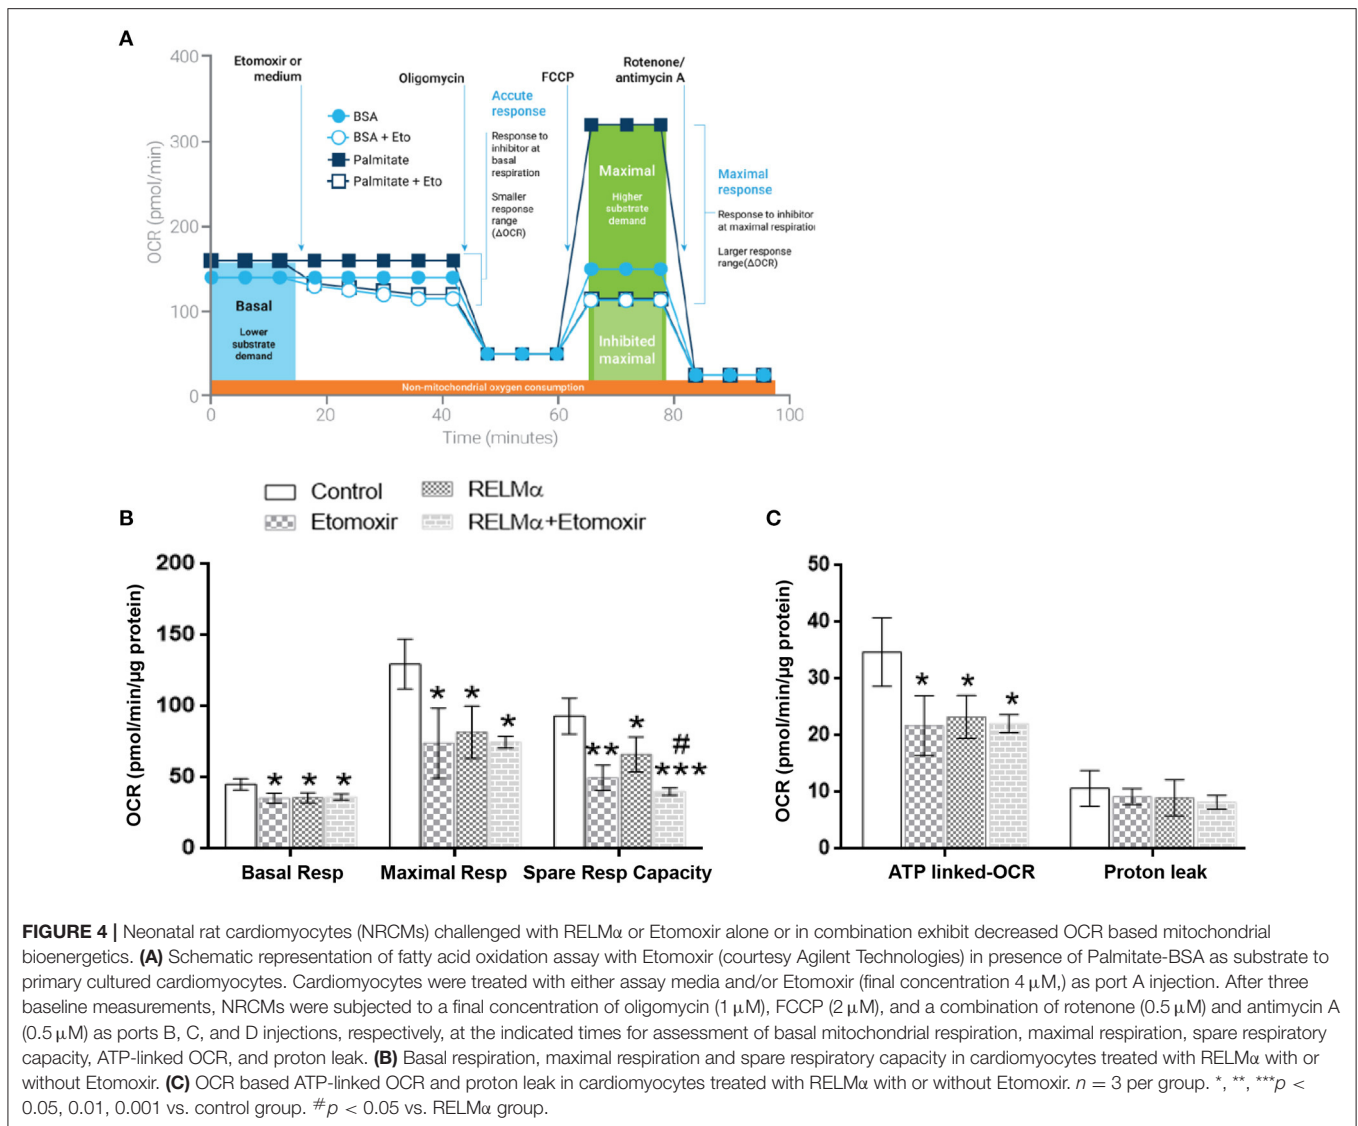 A
400
300
200
100
0
OCR (pmol/min)
Etomoxir or
medium
Oligomycin
FCCP
Rotenone/
antimycin A
BSA
BSA + Eto
Palmitate
Palmitate + Eto
Accute
response
Response to
inhibitor at
basal
respiration
Smaller
response
range
(ΔOCR)
Maximal
Higher
substrate
demand
Inhibited
maximal
Maximal
response
Response to inhibitor
at maximal respiration
Larger response
range(ΔOCR)
Basal
Lower
substrate
demand
Non-mitochondrial oxygen consumption
0 20 40 60 80 100
Time (minutes)
Control
RELMα
Etomoxir
RELMα+Etomoxir
B
200
150
100
50
0
OCR (pmol/min/µg protein)
* * *
* * *
** * # ***
Basal Resp Maximal Resp Spare Resp Capacity
C
50
40
30
20
10
0
OCR (pmol/min/µg protein)
* * *
ATP linked-OCR Proton leak
FIGURE 4 | Neonatal rat cardiomyocytes (NRCMs) challenged with RELMα or Etomoxir alone or in combination exhibit decreased OCR based mitochondrial
bioenergetics. (A) Schematic representation of fatty acid oxidation assay with Etomoxir (courtesy Agilent Technologies) in presence of Palmitate-BSA as substrate to
primary cultured cardiomyocytes. Cardiomyocytes were treated with either assay media and/or Etomoxir (final concentration 4 µM,) as port A injection. After three
baseline measurements, NRCMs were subjected to a final concentration of oligomycin (1 µM), FCCP (2 µM), and a combination of rotenone (0.5 µM) and antimycin A
(0.5 µM) as ports B, C, and D injections, respectively, at the indicated times for assessment of basal mitochondrial respiration, maximal respiration, spare respiratory
capacity, ATP-linked OCR, and proton leak. (B) Basal respiration, maximal respiration and spare respiratory capacity in cardiomyocytes treated with RELMα with or
without Etomoxir. (C) OCR based ATP-linked OCR and proton leak in cardiomyocytes treated with RELMα with or without Etomoxir. n = 3 per group. *, **, ***p <
0.05, 0.01, 0.001 vs. control group. #p < 0.05 vs. RELMα group.